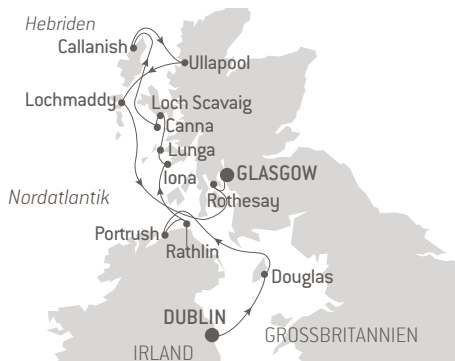 Hebriden
Callanish
Ullapool
Lochmaddy
Loch Scavaig
Canna
Lunga
Iona
GLASGOW
Nordatlantik
Rothesay
Portrush
Rathlin
Douglas
DUBLIN
GROSSBRITANNIEN
IRLAND